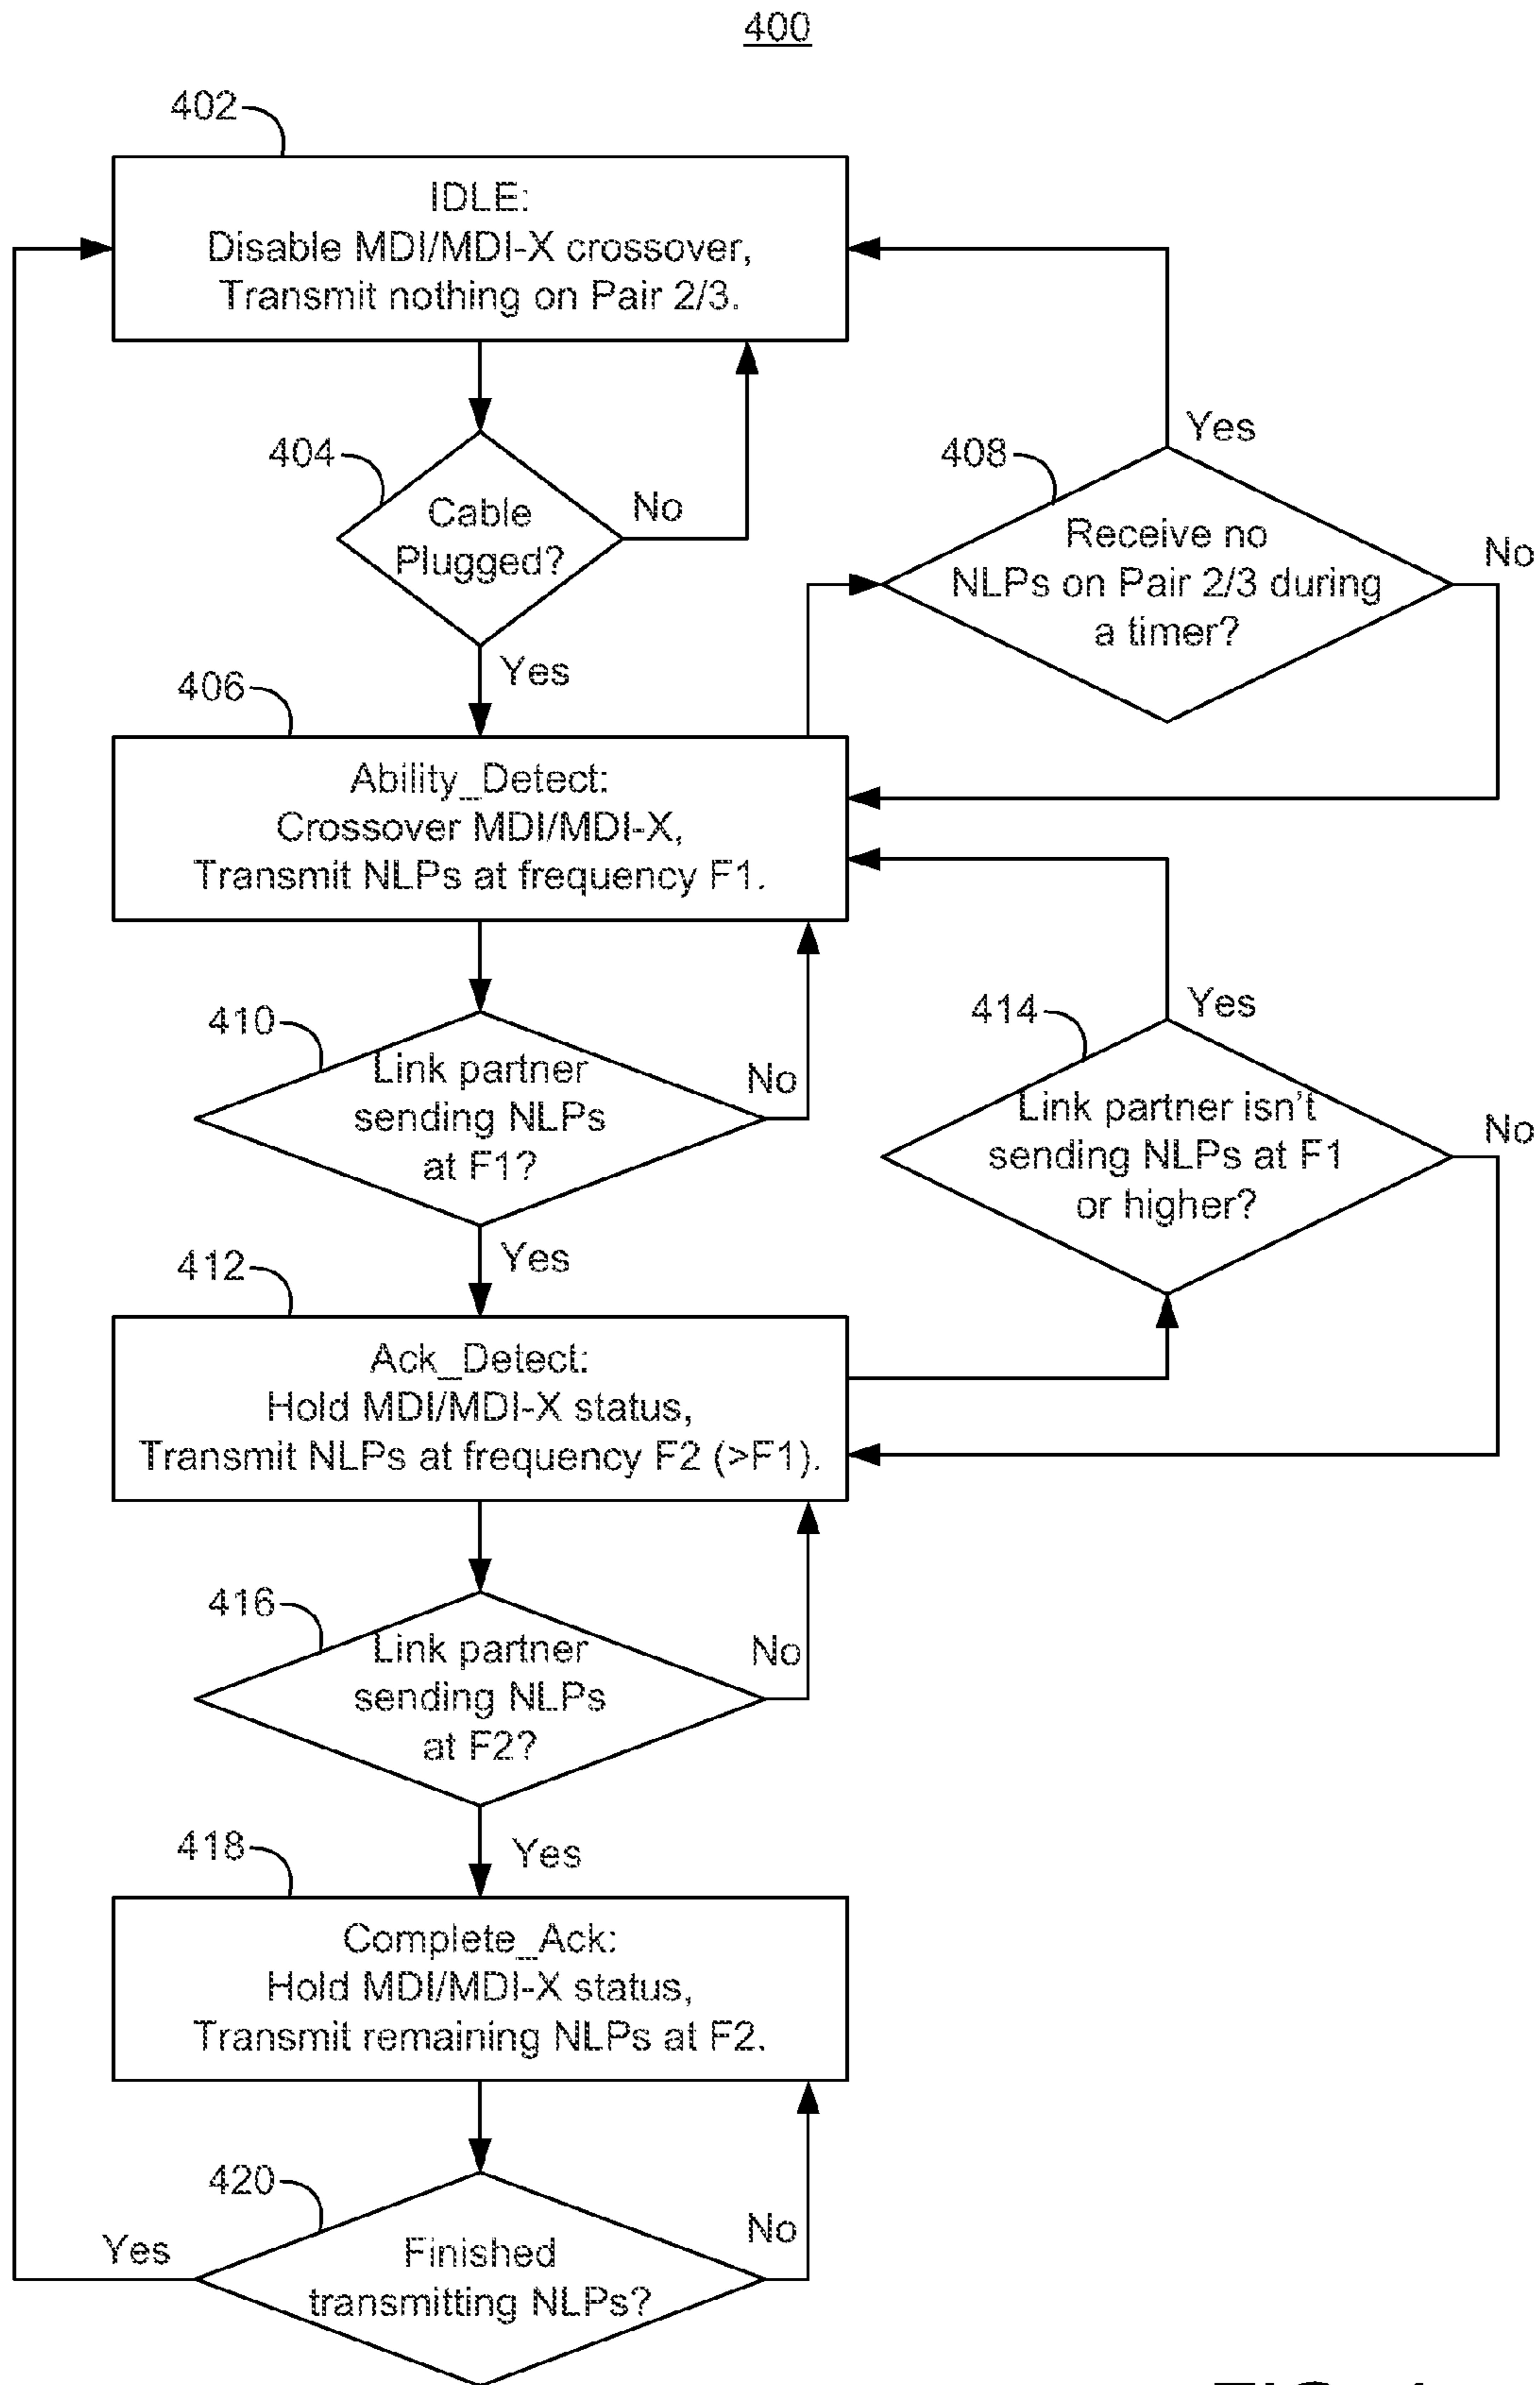 400
402
IDLE:
Disable MDI/MDI-X crossover,
Transmit nothing on Pair 2/3.
404
Cable
Plugged?
No
Yes
408
Receive no
NLPs on Pair 2/3 during
a timer?
Yes
No
406
Ability_Detect:
Crossover MDI/MDI-X,
Transmit NLPs at frequency F1.
410
Link partner
sending NLPs
at F1?
No
Yes
414
Link partner isn't
sending NLPs at F1
or higher?
Yes
No
412
Ack_Detect:
Hold MDI/MDI-X status,
Transmit NLPs at frequency F2 (>F1).
416
Link partner
sending NLPs
at F2?
No
Yes
418
Complete_Ack:
Hold MDI/MDI-X status,
Transmit remaining NLPs at F2.
420
Finished
transmitting NLPs?
No
Yes